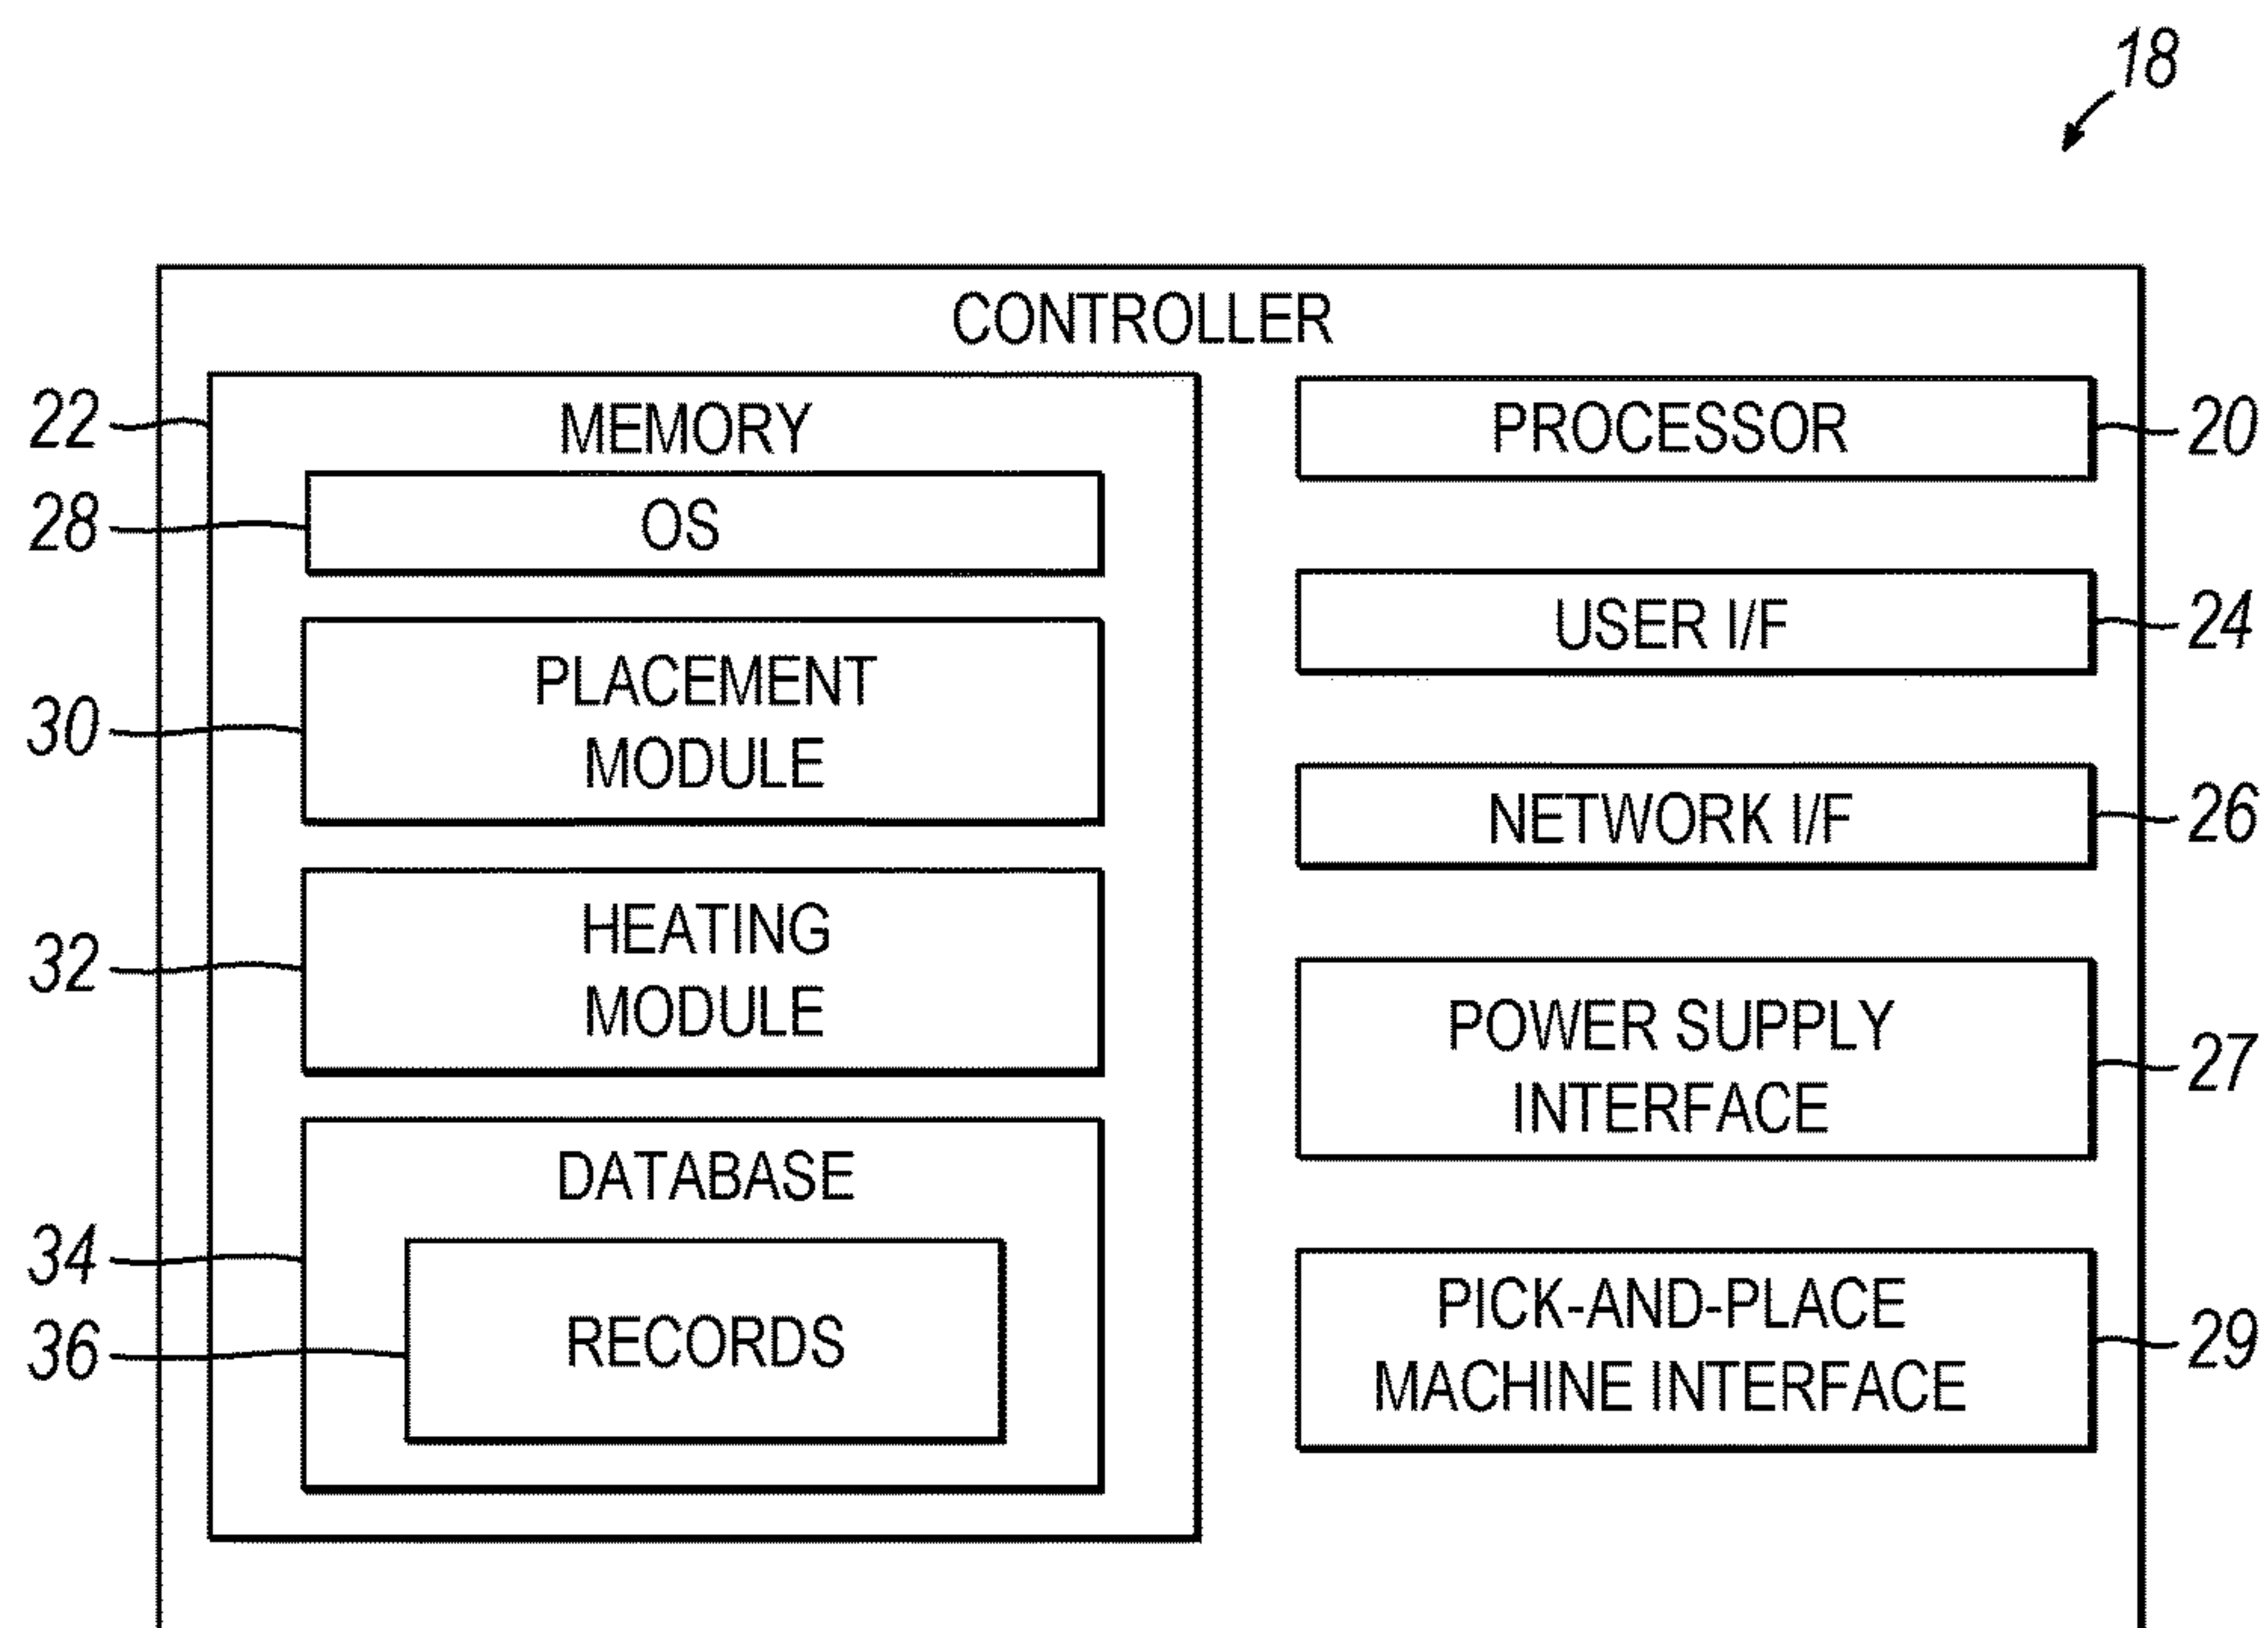 18
CONTROLLER
22
MEMORY
28
OS
30
PLACEMENT
MODULE
32
HEATING
MODULE
34
DATABASE
36
RECORDS
PROCESSOR
20
USER I/F
24
NETWORK I/F
26
POWER SUPPLY
INTERFACE
27
PICK-AND-PLACE
MACHINE INTERFACE
29